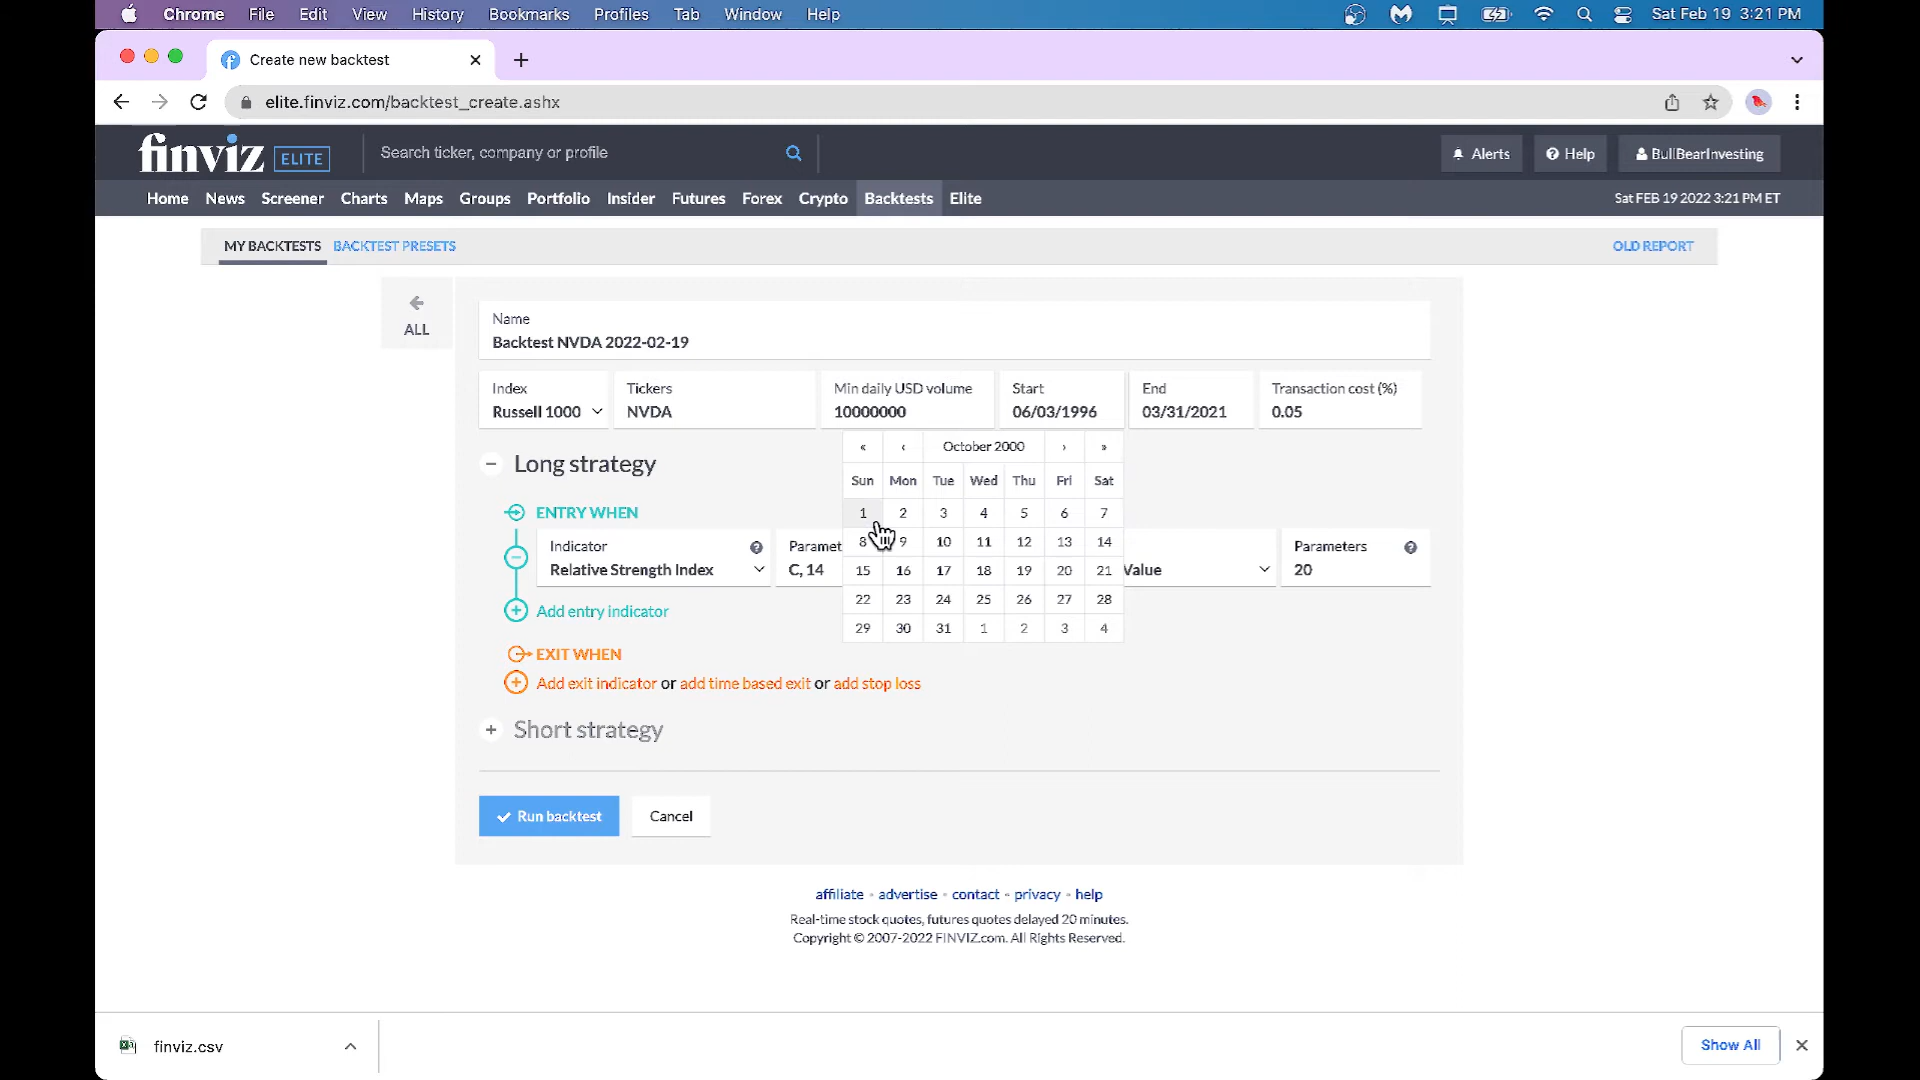 Chrome File Edit View History Bookmarks Profiles Tab Window Help Sat Feb 19 3:21 PM
Create new backtest
elite.finviz.com/backtest_create.ashx
finviz ELITE Search ticker, company or profile Alerts Help BullBearInvesting
Home News Screener Charts Maps Groups Portfolio Insider Futures Forex Crypto Backtests Elite Sat FEB 19 2022 3:21 PM ET
MY BACKTESTS BACKTEST PRESETS OLD REPORT
ALL
Name
Backtest NVDA 2022-02-19
Index Tickers Min daily USD volume Start End Transaction cost (%)
Russell 1000 NVDA 10000000 06/03/1996 03/31/2021 0.05
« ‹ October 2000 › »
Long strategy
Sun Mon Tue Wed Thu Fri Sat
ENTRY WHEN 1 2 3 4 5 6 7
Indicator Paramet 8 9 10 11 12 13 14 Parameters
Relative Strength Index C, 14 15 16 17 18 19 20 21 Value 20
22 23 24 25 26 27 28
Add entry indicator
29 30 31 1 2 3 4
EXIT WHEN
Add exit indicator or add time based exit or add stop loss
Short strategy
Run backtest Cancel
affiliate - advertise - contact - privacy - help
Real-time stock quotes, futures quotes delayed 20 minutes.
Copyright © 2007-2022 FINVIZ.com. All Rights Reserved.
finviz.csv Show All